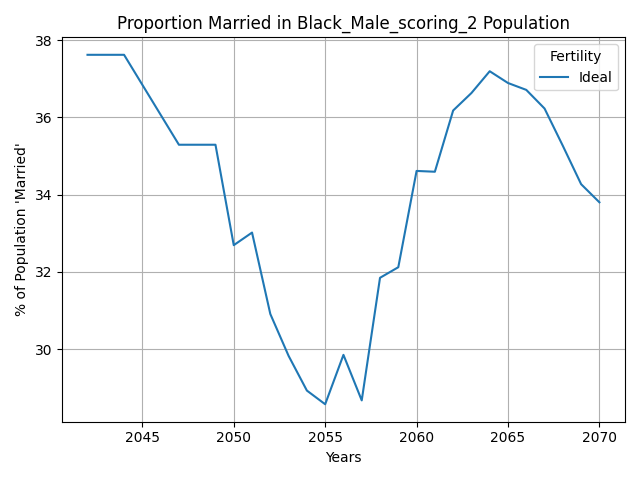 Proportion Married in Black_Male_scoring_2 Population
Fertility
Ideal
% of Population 'Married'
38
36
34
32
30
2045
2050
2055
2060
2065
2070
Years